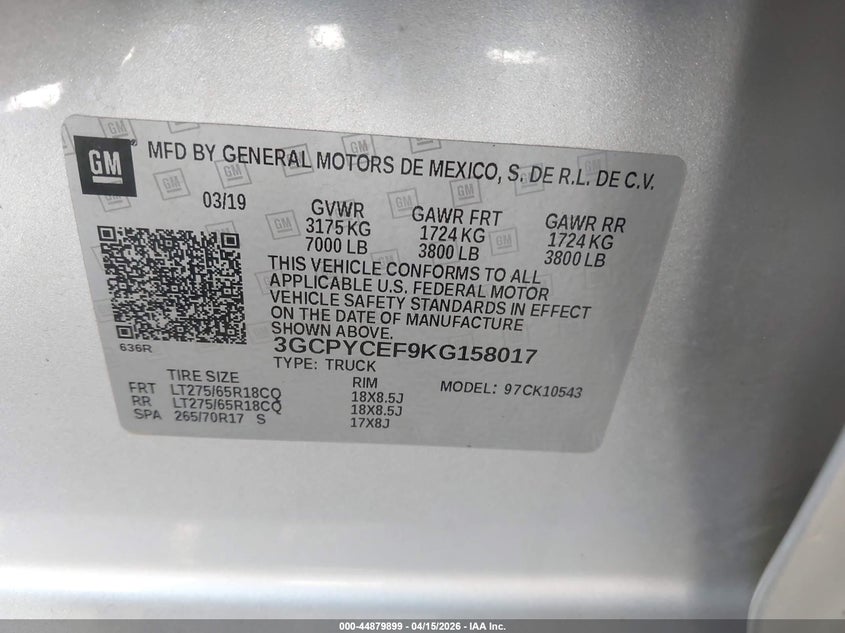 GM
MFD BY GENERAL MOTORS DE MEXICO, S. DE R.L. DE C.V.
03/19
GVWR
3175 KG
7000 LB
GAWR FRT
1724 KG
3800 LB
GAWR RR
1724 KG
3800 LB
THIS VEHICLE CONFORMS TO ALL
APPLICABLE U.S. FEDERAL MOTOR
VEHICLE SAFETY STANDARDS IN EFFECT
ON THE DATE OF MANUFACTURE
SHOWN ABOVE.
636R
3GCPYCEF9KG158017
TYPE: TRUCK
MODEL: 97CK10543
TIRE SIZE
RIM
FRT LT275/65R18CQ 18X8.5J
RR LT275/65R18CQ 18X8.5J
SPA 265/70R17 S 17X8J
000-44879899 - 04/15/2026 - IAA Inc.